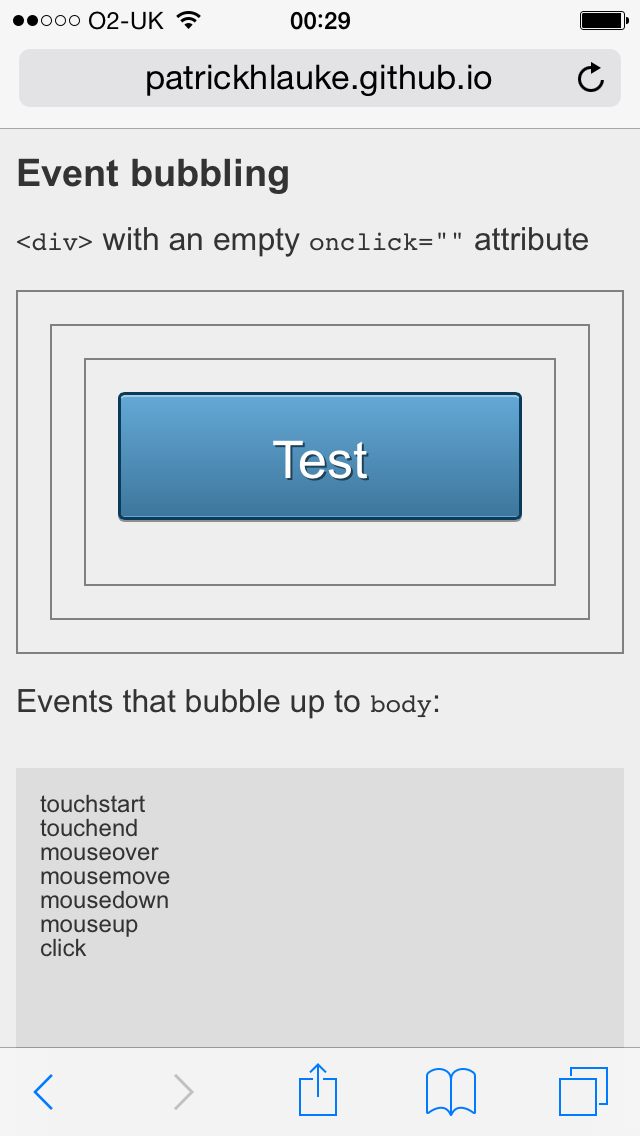 O2-UK 00:29
patrickhlauke.github.io
Event bubbling
<div> with an empty onclick="" attribute
Test
Events that bubble up to body:
touchstart
touchend
mouseover
mousemove
mousedown
mouseup
click